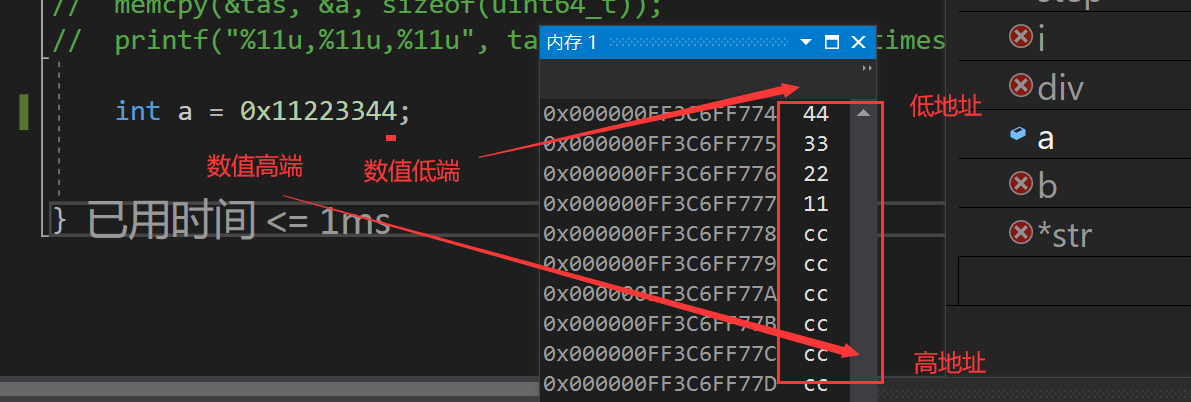 // memcpy(&tas, &a, sizeof(uint64_t));
// printf("%11u,%11u,%11u", ta
times
int a = 0x11223344;
数值高端
数值低端
} 已用时间 <= 1ms
内存 1
0x000000FF3C6FF774 44
0x000000FF3C6FF775 33
0x000000FF3C6FF776 22
0x000000FF3C6FF777 11
0x000000FF3C6FF778 cc
0x000000FF3C6FF779 cc
0x000000FF3C6FF77A cc
0x000000FF3C6FF77B cc
0x000000FF3C6FF77C cc
0x000000FF3C6FF77D cc
低地址
高地址
i
div
a
b
*str